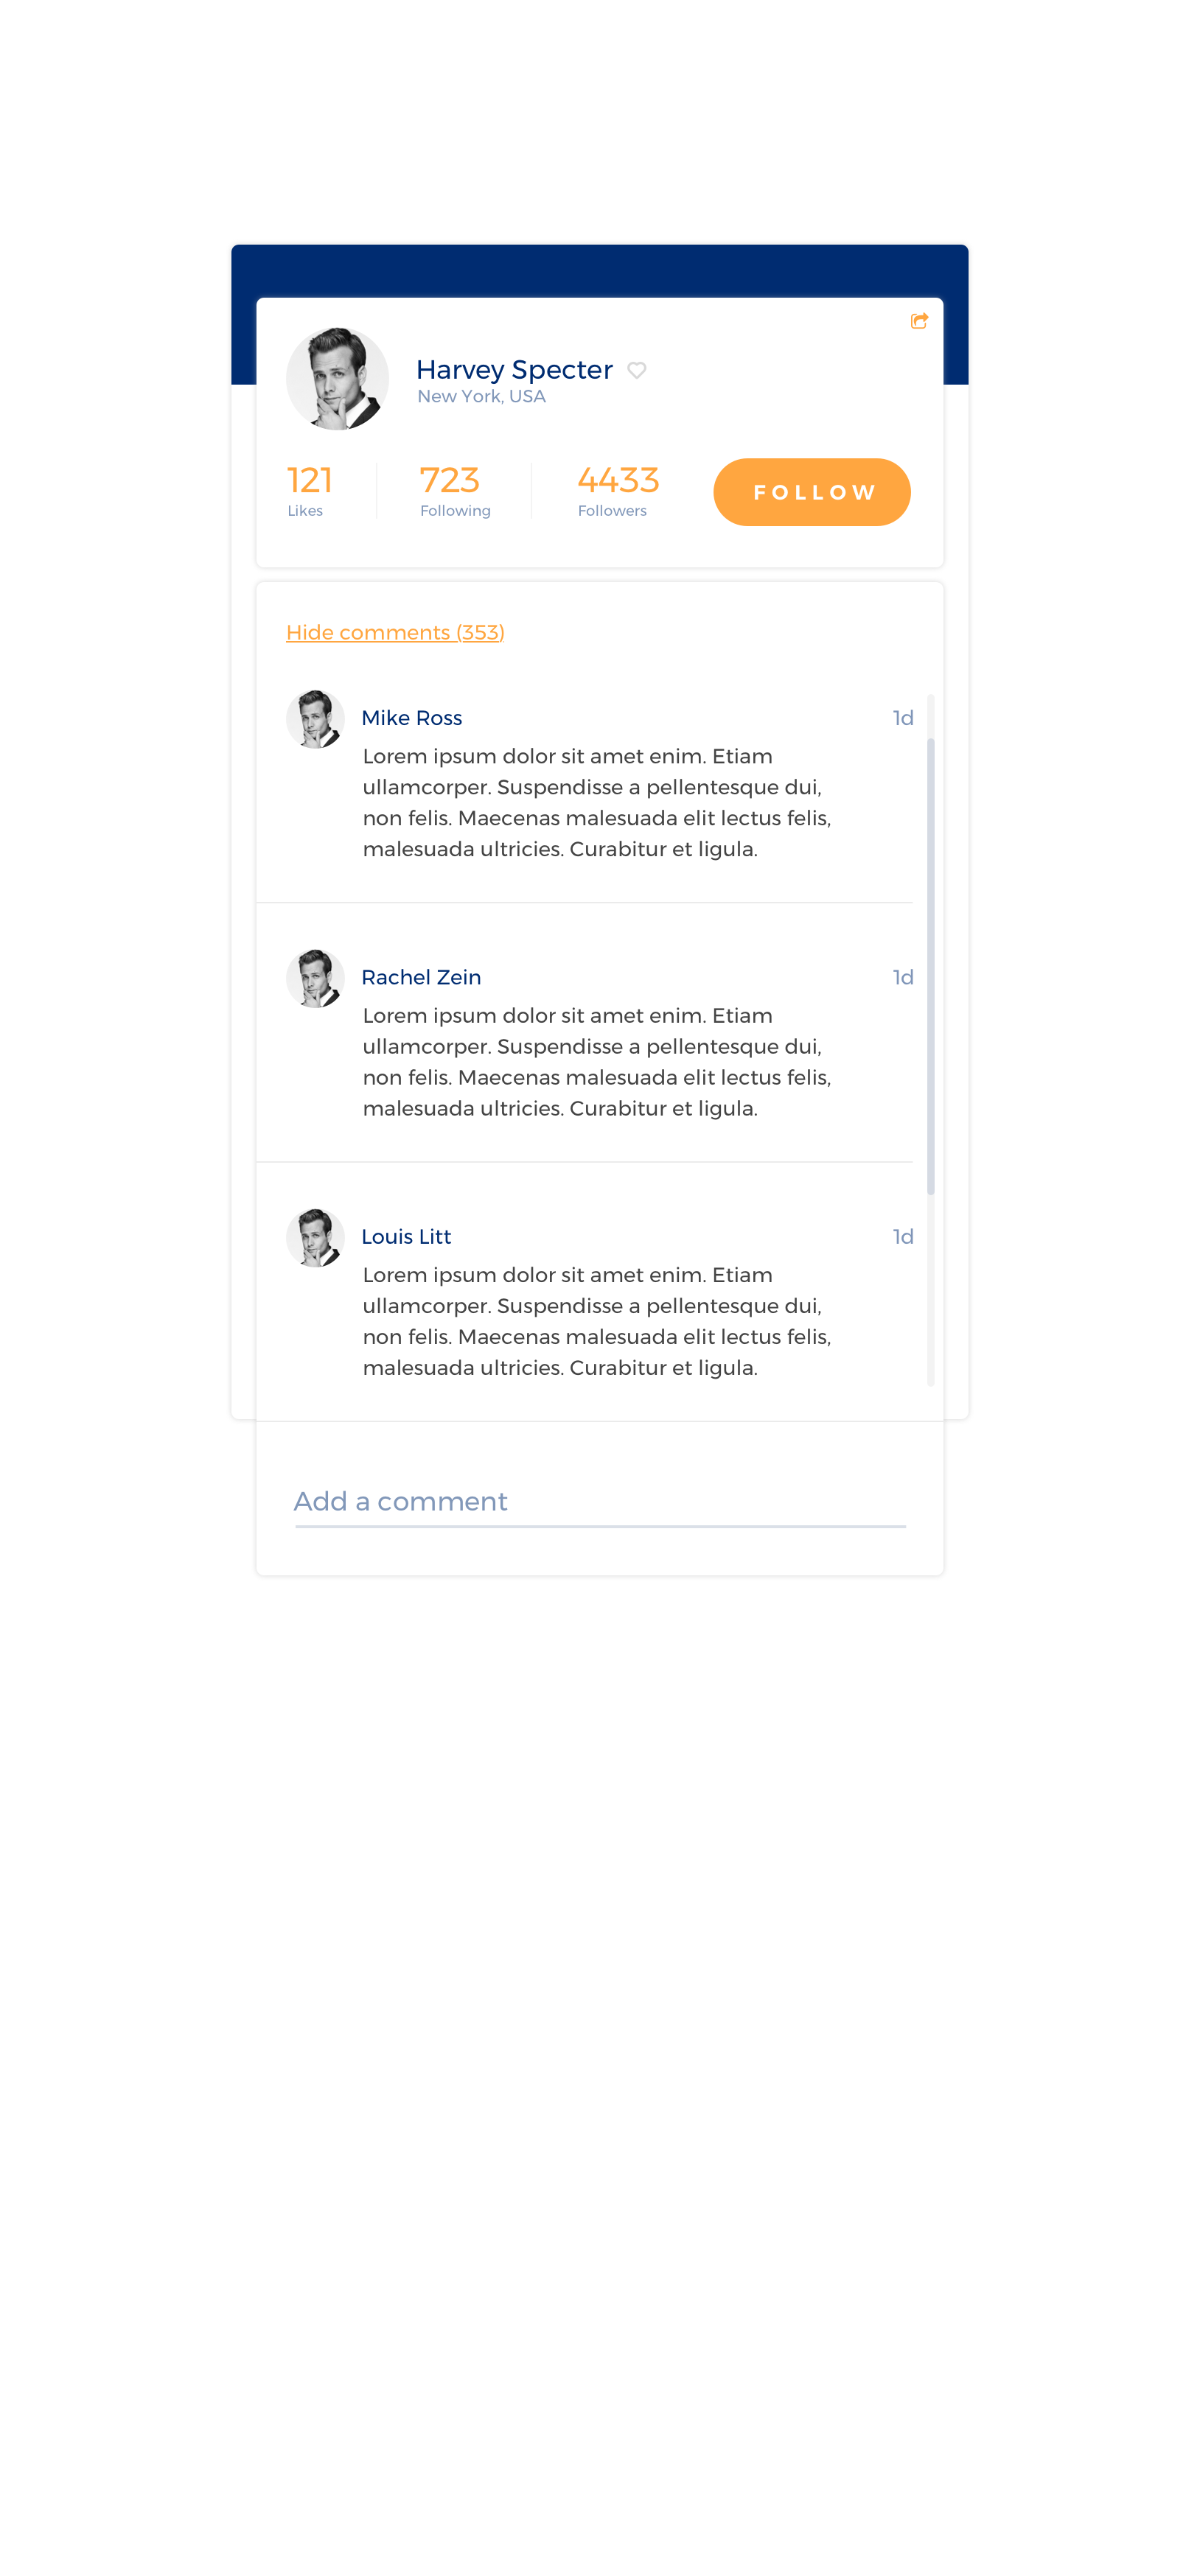 Harvey Specter
New York, USA
121
Likes
723
Following
4433
Followers
FOLLOW
Hide comments (353)
Mike Ross
1d
Lorem ipsum dolor sit amet enim. Etiam
ullamcorper. Suspendisse a pellentesque dui,
non felis. Maecenas malesuada elit lectus felis,
malesuada ultricies. Curabitur et ligula.
Rachel Zein
1d
Lorem ipsum dolor sit amet enim. Etiam
ullamcorper. Suspendisse a pellentesque dui,
non felis. Maecenas malesuada elit lectus felis,
malesuada ultricies. Curabitur et ligula.
Louis Litt
1d
Lorem ipsum dolor sit amet enim. Etiam
ullamcorper. Suspendisse a pellentesque dui,
non felis. Maecenas malesuada elit lectus felis,
malesuada ultricies. Curabitur et ligula.
Add a comment